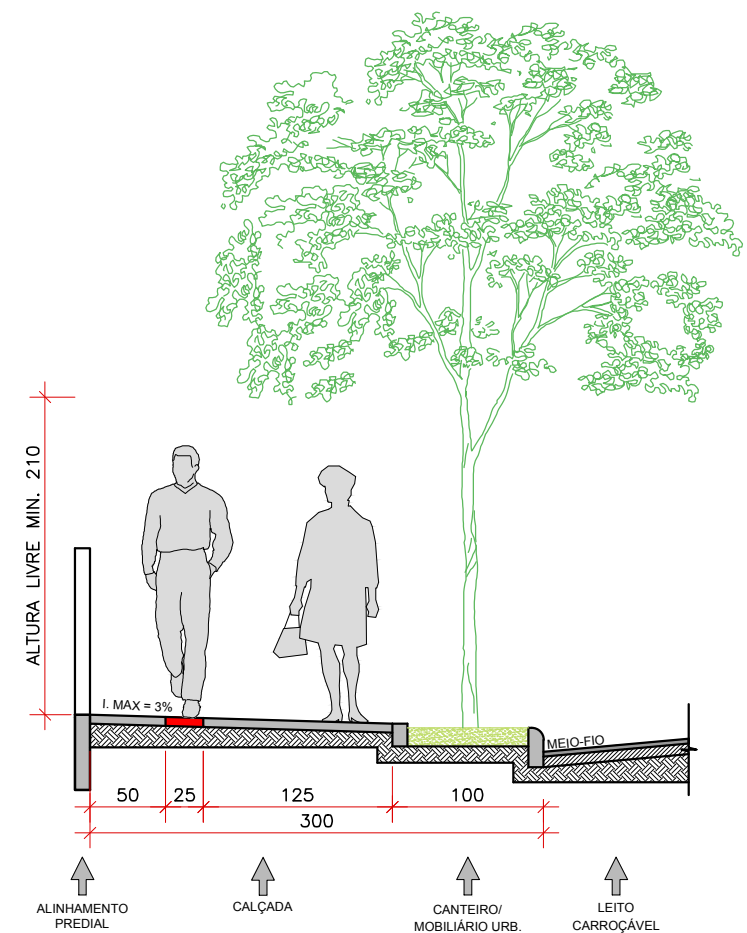 ALTURA LIVRE MIN. 210
I. MAX = 3%
MEIO-FIO
50 25 125 100
300
ALINHAMENTO
PREDIAL
CALÇADA
CANTEIRO/
MOBILIÁRIO URB.
LEITO
CARROÇÁVEL